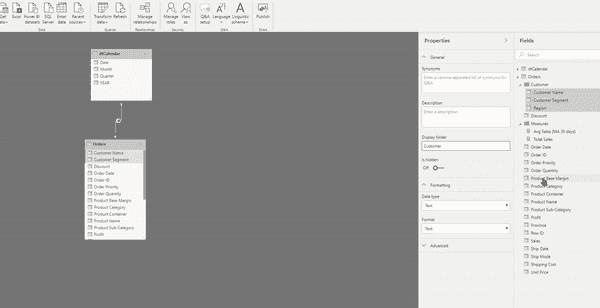 Get data
Excel
Power BI datasets
SQL Server
Enter data
Recent sources
Transform data
Refresh
Manage relationships
Manage roles
View as
Q&A setup
Language
Linguistic schema
Publish
Data
Queries
Relationships
Security
Q&A
Share
dtCalendar
Date
Month
Quarter
YEAR
Orders
Customer Name
Customer Segment
Discount
Order Date
Order ID
Order Priority
Order Quantity
Product Base Margin
Product Category
Product Container
Product Name
Product Sub-Category
Profit
Properties
General
Synonyms
Enter a comma-separated list of synonyms for Q&A
Description
Enter a description
Display folder
Customer
Is hidden
Off
Formatting
Data type
Text
Format
Text
Advanced
Fields
Search
dtCalendar
Orders
Customer
Customer Name
Customer Segment
Region
Discount
Measures
Avg Sales (MA 30 days)
Total Sales
Order Date
Order ID
Order Priority
Order Quantity
Product Base Margin
Product Category
Product Container
Product Name
Product Sub-Category
Profit
Province
Row ID
Sales
Ship Date
Ship Mode
Shipping Cost
Unit Price